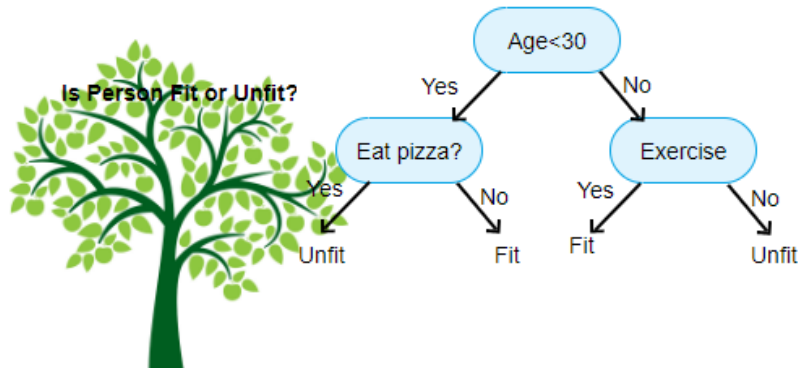 Age<30
Is Person Fit or Unfit?
Yes
No
Eat pizza?
Exercise
Yes
No
Yes
No
Unfit
Fit
Fit
Unfit